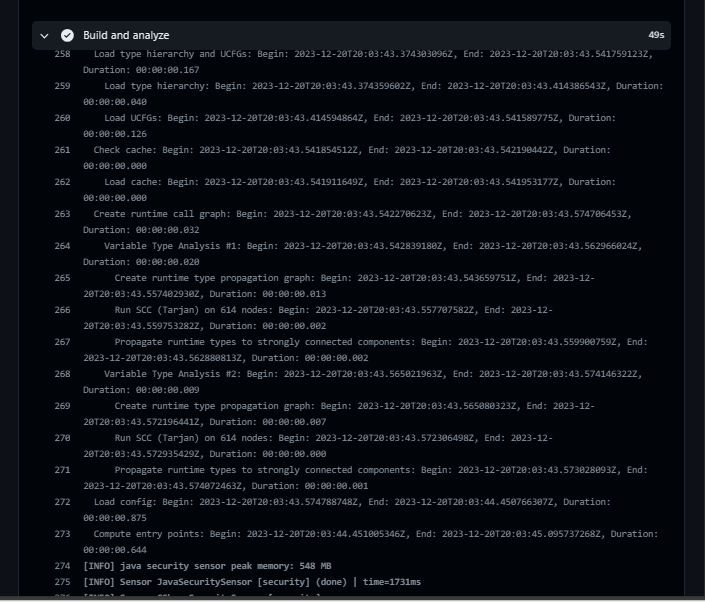 Build and analyze 49s
258 Load type hierarchy and UCFGs: Begin: 2023-12-20T20:03:43.374303096Z, End: 2023-12-20T20:03:43.541759123Z,
Duration: 00:00:00.167
259 Load type hierarchy: Begin: 2023-12-20T20:03:43.374359602Z, End: 2023-12-20T20:03:43.414386543Z, Duration:
00:00:00.040
260 Load UCFGs: Begin: 2023-12-20T20:03:43.414594864Z, End: 2023-12-20T20:03:43.541589775Z, Duration:
00:00:00.126
261 Check cache: Begin: 2023-12-20T20:03:43.541854512Z, End: 2023-12-20T20:03:43.542190442Z, Duration:
00:00:00.000
262 Load cache: Begin: 2023-12-20T20:03:43.541911649Z, End: 2023-12-20T20:03:43.541953177Z, Duration:
00:00:00.000
263 Create runtime call graph: Begin: 2023-12-20T20:03:43.542270623Z, End: 2023-12-20T20:03:43.574706453Z,
Duration: 00:00:00.032
264 Variable Type Analysis #1: Begin: 2023-12-20T20:03:43.542839180Z, End: 2023-12-20T20:03:43.562966024Z,
Duration: 00:00:00.020
265 Create runtime type propagation graph: Begin: 2023-12-20T20:03:43.543659751Z, End: 2023-12-
20T20:03:43.557402930Z, Duration: 00:00:00.013
266 Run SCC (Tarjan) on 614 nodes: Begin: 2023-12-20T20:03:43.557707582Z, End: 2023-12-
20T20:03:43.559753282Z, Duration: 00:00:00.002
267 Propagate runtime types to strongly connected components: Begin: 2023-12-20T20:03:43.559900759Z, End:
2023-12-20T20:03:43.562880813Z, Duration: 00:00:00.002
268 Variable Type Analysis #2: Begin: 2023-12-20T20:03:43.565021963Z, End: 2023-12-20T20:03:43.574146322Z,
Duration: 00:00:00.009
269 Create runtime type propagation graph: Begin: 2023-12-20T20:03:43.565080323Z, End: 2023-12-
20T20:03:43.572196441Z, Duration: 00:00:00.007
270 Run SCC (Tarjan) on 614 nodes: Begin: 2023-12-20T20:03:43.572306498Z, End: 2023-12-
20T20:03:43.572935429Z, Duration: 00:00:00.000
271 Propagate runtime types to strongly connected components: Begin: 2023-12-20T20:03:43.573028093Z, End:
2023-12-20T20:03:43.574072463Z, Duration: 00:00:00.001
272 Load config: Begin: 2023-12-20T20:03:43.574788748Z, End: 2023-12-20T20:03:44.450766307Z, Duration:
00:00:00.875
273 Compute entry points: Begin: 2023-12-20T20:03:44.451005346Z, End: 2023-12-20T20:03:45.095737268Z, Duration:
00:00:00.644
274 [INFO] java security sensor peak memory: 548 MB
275 [INFO] Sensor JavaSecuritySensor [security] (done) | time=1731ms